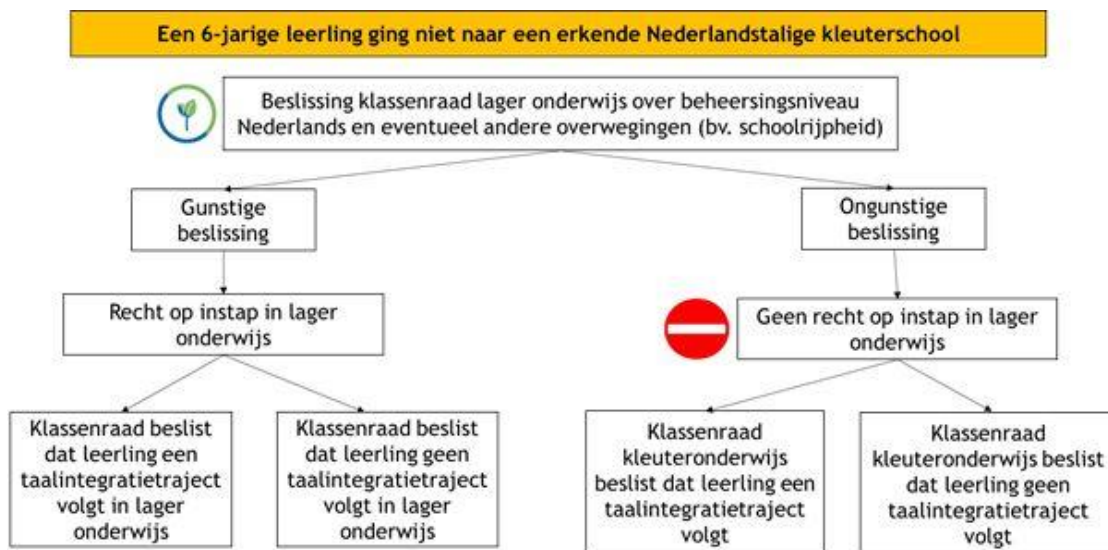 Een 6-jarige leerling ging niet naar een erkende Nederlandstalige kleuterschool
Beslissing klassenraad lager onderwijs over beheersingsniveau
Nederlands en eventueel andere overwegingen (bv. schoolrijpheid)
Gunstige
beslissing
Ongunstige
beslissing
Recht op instap in lager
onderwijs
Geen recht op instap in lager
onderwijs
Klassenraad beslist
dat leerling een
taalintegratietraject
volgt in lager
onderwijs
Klassenraad beslist
dat leerling geen
taalintegratietraject
volgt in lager
onderwijs
Klassenraad
kleuteronderwijs
beslist dat leerling een
taalintegratietraject
volgt
Klassenraad
kleuteronderwijs beslist
dat leerling geen
taalintegratietraject
volgt